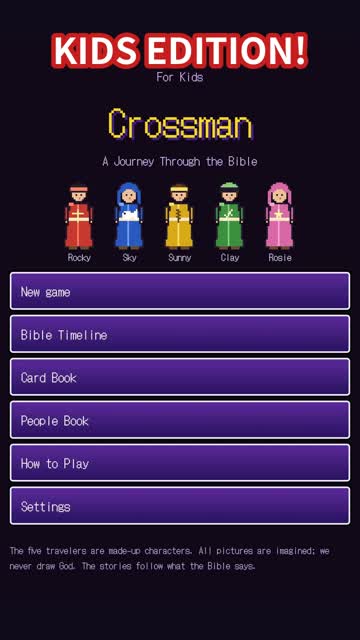 KIDS EDITION!
For Kids
Crossman
A Journey Through the Bible
Rocky Sky Sunny Clay Rosie
New game
Bible Timeline
Card Book
People Book
How to Play
Settings
The five travelers are made-up characters. All pictures are imagined; we
never draw God. The stories follow what the Bible says.